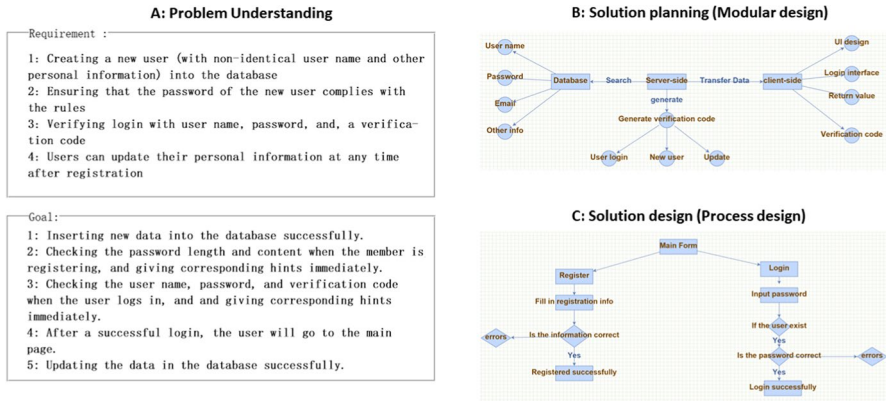 A: Problem Understanding
Requirement :
1: Creating a new user (with non-identical user name and other
personal information) into the database
2: Ensuring that the password of the new user complies with
the rules
3: Verifying login with user name, password, and, a verifica-
tion code
4: Users can update their personal information at any time
after registration
Goal:
1: Inserting new data into the database successfully.
2: Checking the password length and content when the member is
registering, and giving corresponding hints immediately.
3: Checking the user name, password, and verification code
when the user logs in, and and giving corresponding hints
immediately.
4: After a successful login, the user will go to the main
page.
5: Updating the data in the database successfully.
B: Solution planning (Modular design)
User name
Password
Email
Other info
Database
Search
Server-side
Transfer Data
client-side
UI design
Login interface
Return value
Verification code
generate
Generate verification code
User login
New user
Update
C: Solution design (Process design)
Main Form
Register
Login
Fill in registration info
Input password
Is the information correct
errors
Yes
Registered successfully
If the user exist
Yes
Is the password correct
errors
Yes
Login successfully